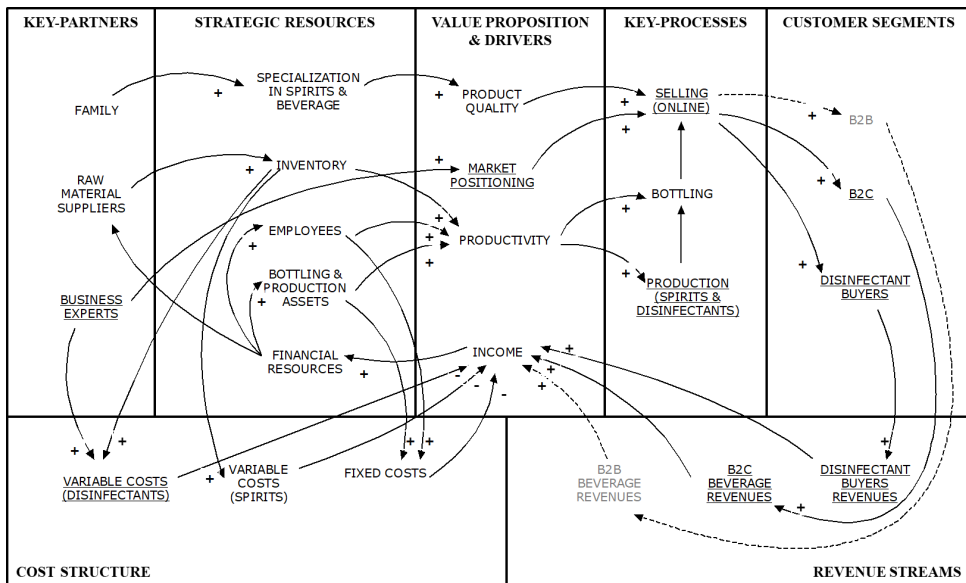 KEY-PARTNERS
STRATEGIC RESOURCES
VALUE PROPOSITION
& DRIVERS
KEY-PROCESSES
CUSTOMER SEGMENTS
FAMILY
RAW
MATERIAL
SUPPLIERS
BUSINESS
EXPERTS
+
SPECIALIZATION
IN SPIRITS &
BEVERAGE
+
INVENTORY
EMPLOYEES
+
BOTTLING &
PRODUCTION
+
ASSETS
FINANCIAL
RESOURCES
+
+
PRODUCT
QUALITY
+
MARKET
POSITIONING
+
+
PRODUCTIVITY
+
INCOME
+
-
-
+
+
-
+
SELLING
(ONLINE)
+
BOTTLING
+
+
PRODUCTION
(SPIRITS &
DISINFECTANTS)
+
B2B
+
B2C
+
DISINFECTANT
BUYERS
+
+
VARIABLE COSTS
(DISINFECTANTS)
+
VARIABLE
COSTS
(SPIRITS)
+
+
FIXED COSTS
B2B
BEVERAGE
REVENUES
B2C
BEVERAGE
REVENUES
+
+
DISINFECTANT
BUYERS
REVENUES
COST STRUCTURE
REVENUE STREAMS